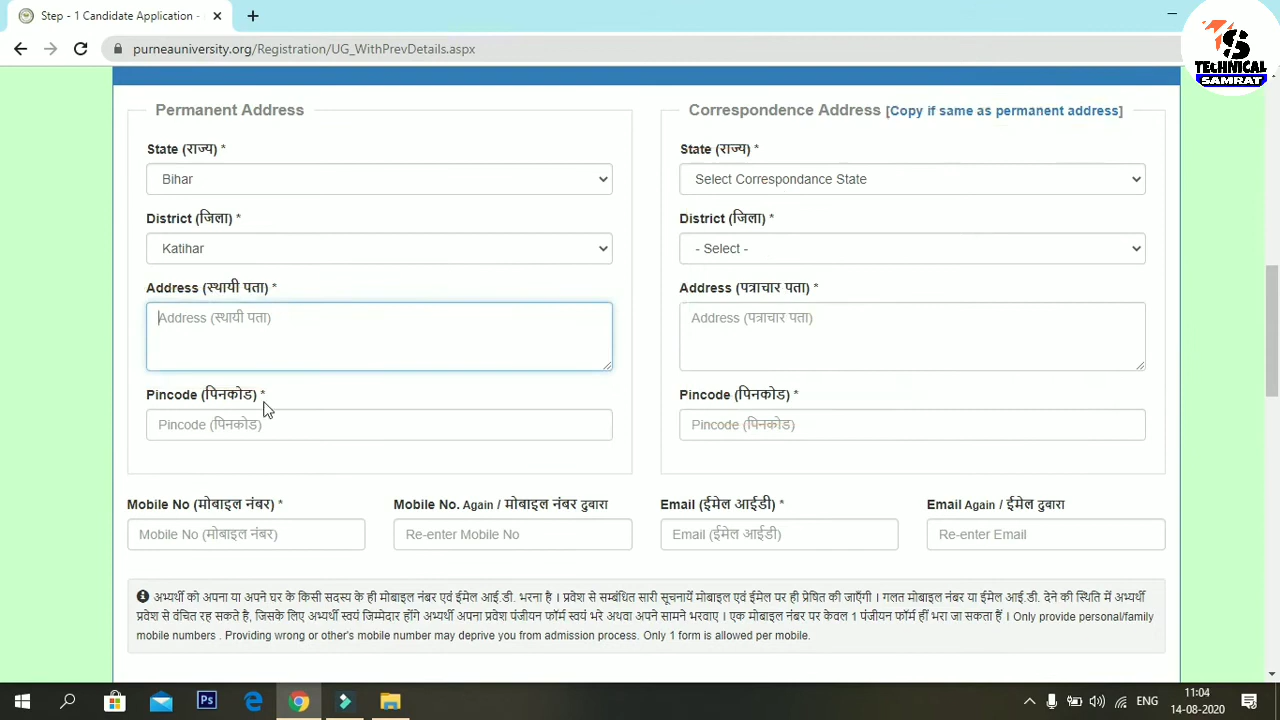 Step - 1 Candidate Application -
purneauniversity.org/Registration/UG_WithPrevDetails.aspx
TS
TECHNICAL
SAMRAT
Permanent Address
State (राज्य) *
Bihar
District (जिला) *
Katihar
Address (स्थायी पता) *
Address (स्थायी पता)
Pincode (पिनकोड) *
Pincode (पिनकोड)
Correspondence Address [Copy if same as permanent address]
State (राज्य) *
Select Correspondance State
District (जिला) *
- Select -
Address (पत्राचार पता) *
Address (पत्राचार पता)
Pincode (पिनकोड) *
Pincode (पिनकोड)
Mobile No (मोबाइल नंबर) *
Mobile No (मोबाइल नंबर)
Mobile No. Again / मोबाइल नंबर दुबारा
Re-enter Mobile No
Email (ईमेल आईडी) *
Email (ईमेल आईडी)
Email Again / ईमेल दुबारा
Re-enter Email
अभ्यर्थी को अपना या अपने घर के किसी सदस्य के ही मोबाइल नंबर एवं ईमेल आई.डी. भरना है । प्रवेश से सम्बंधित सारी सूचनायें मोबाइल एवं ईमेल पर ही प्रेषित की जाएँगी । गलत मोबाइल नंबर या ईमेल आई.डी. देने की स्थिति में अभ्यर्थी
प्रवेश से वंचित रह सकते है, जिसके लिए अभ्यर्थी स्वयं जिम्मेदार होंगे अभ्यर्थी अपना प्रवेश पंजीयन फॉर्म स्वयं भरे अथवा अपने सामने भरवाए । एक मोबाइल नंबर पर केवल 1 पंजीयन फॉर्म हीं भरा जा सकता हैं । Only provide personal/family
mobile numbers . Providing wrong or other's mobile number may deprive you from admission process. Only 1 form is allowed per mobile.
Ps
ENG
11:04
14-08-2020